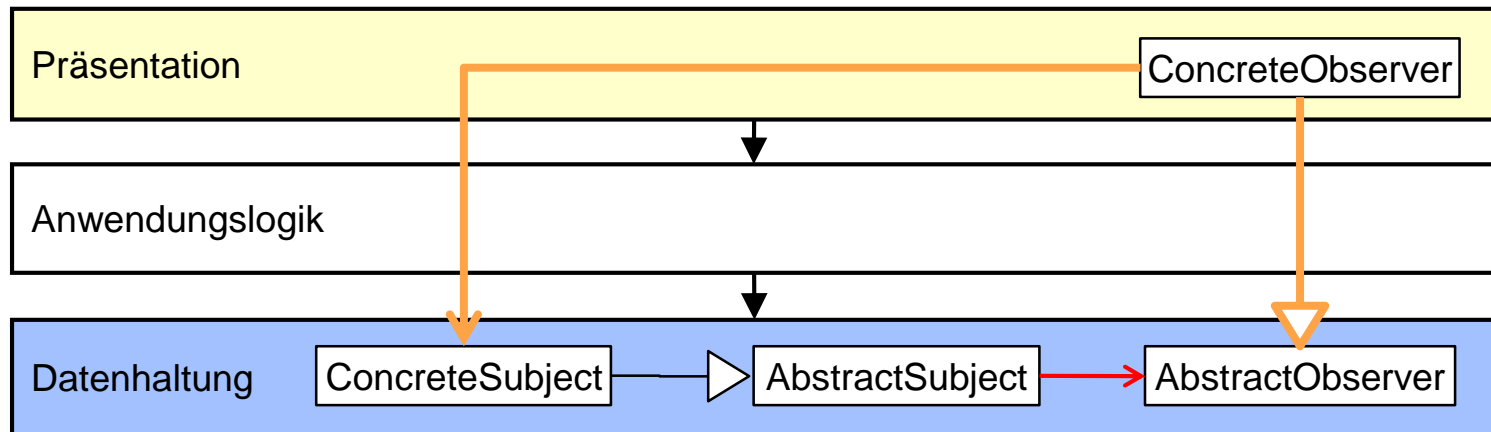 Präsentation
ConcreteObserver
Anwendungslogik
Datenhaltung
ConcreteSubject
AbstractSubject
AbstractObserver